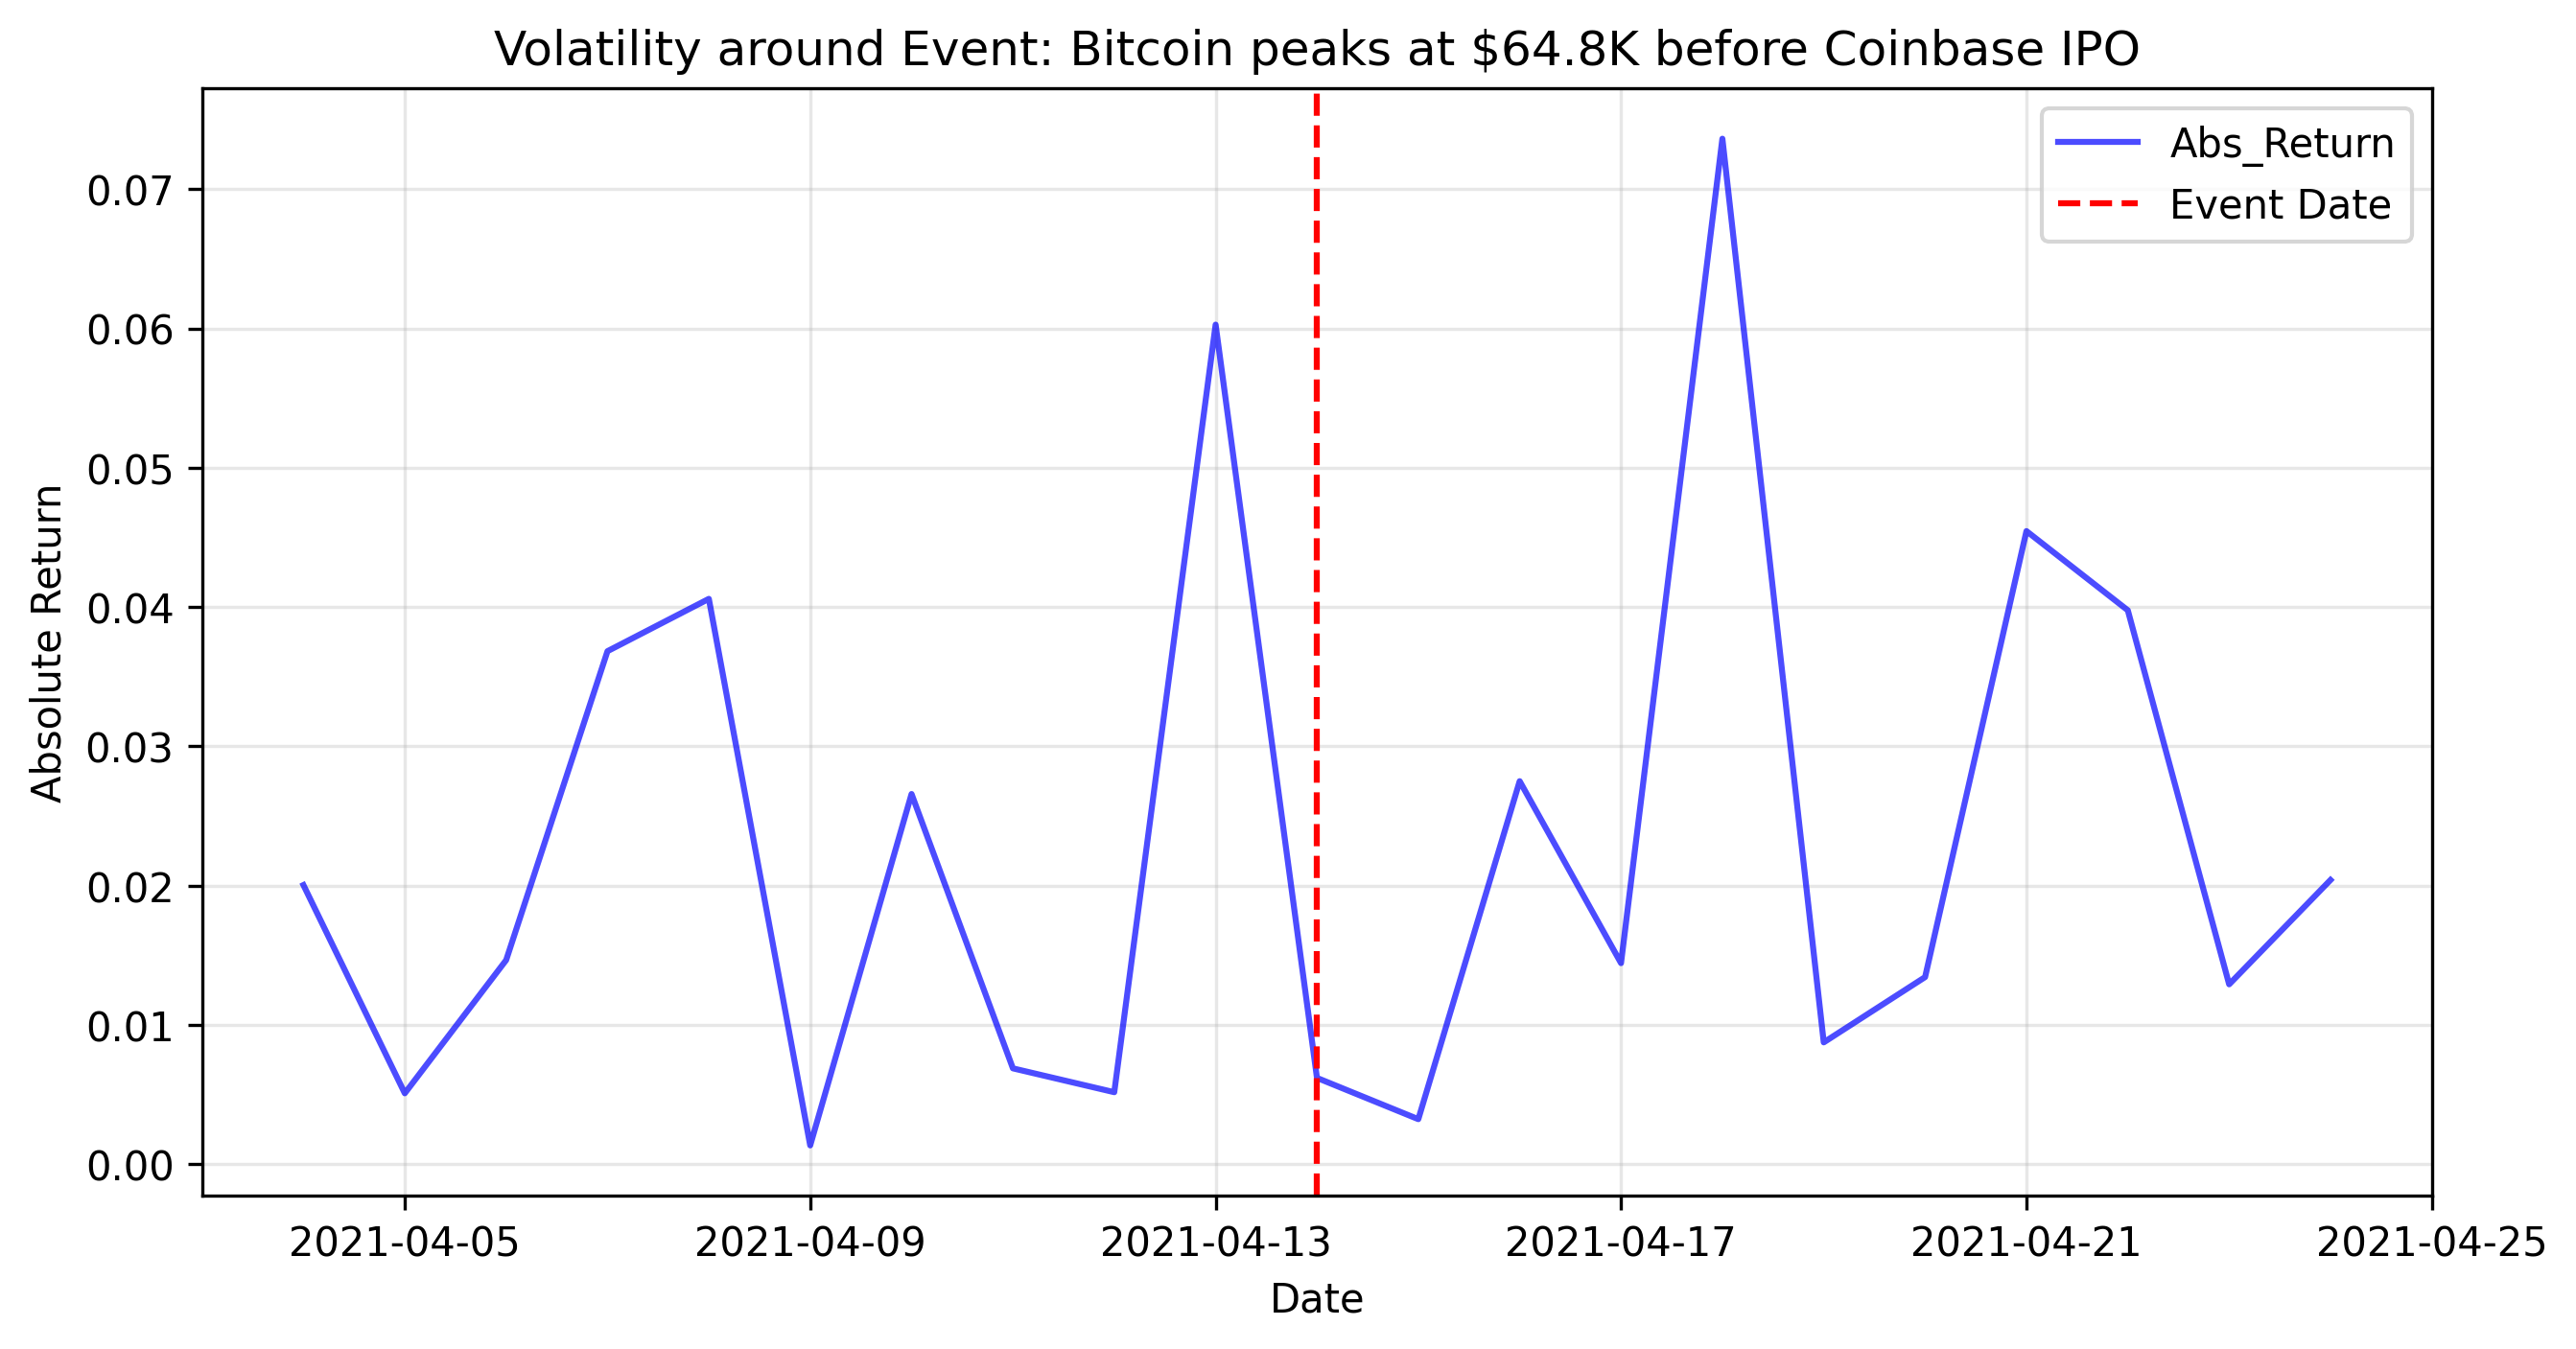 Volatility around Event: Bitcoin peaks at $64.8K before Coinbase IPO
Abs_Return
Event Date
Absolute Return
0.07
0.06
0.05
0.04
0.03
0.02
0.01
0.00
2021-04-05 2021-04-09 2021-04-13 2021-04-17 2021-04-21 2021-04-25
Date